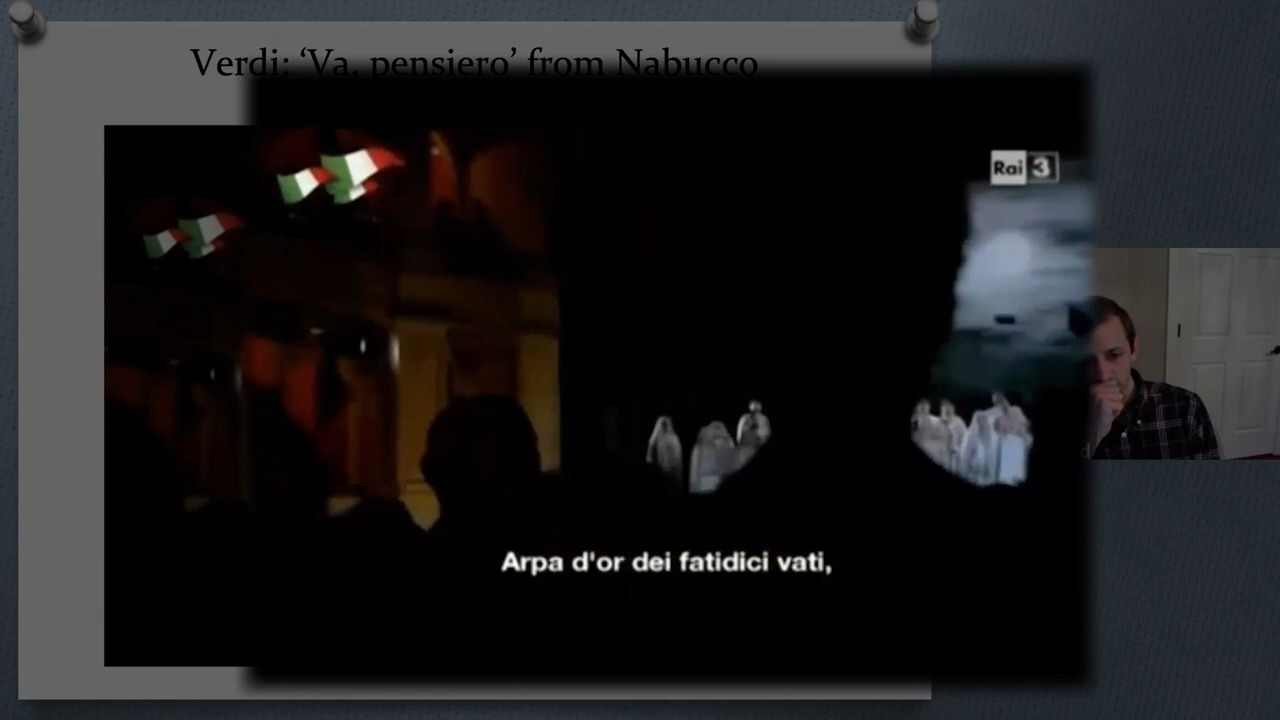 Verdi: ‘Va, pensiero’ from Nabucco
Rai 3
Arpa d'or dei fatidici vati,